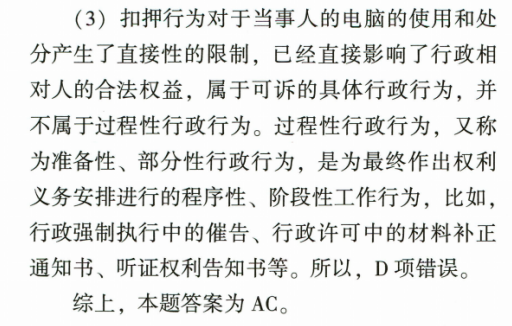 （3）扣押行为对于当事人的电脑的使用和处
分产生了直接性的限制，已经直接影响了行政相
对人的合法权益，属于可诉的具体行政行为，并
不属于过程性行政行为。过程性行政行为，又称
为准备性、部分性行政行为，是为最终作出权利
义务安排进行的程序性、阶段性工作行为，比如，
行政强制执行中的催告、行政许可中的材料补正
通知书、听证权利告知书等。所以，D 项错误。
综上，本题答案为 AC。